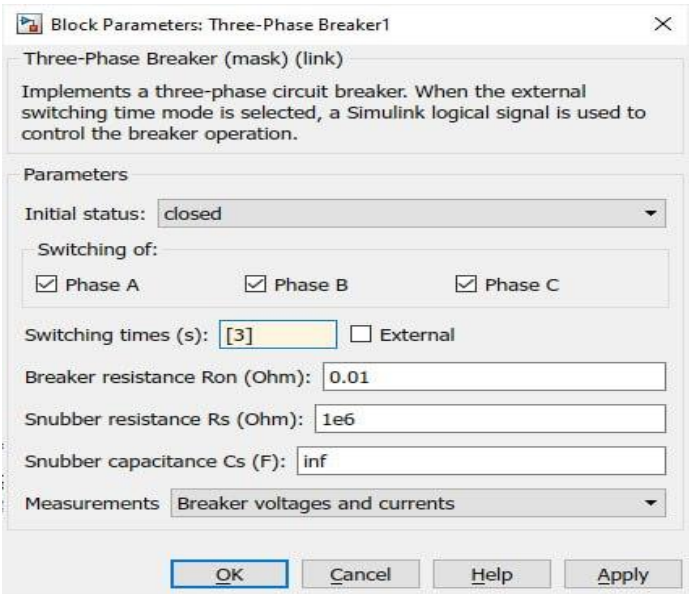 Block Parameters: Three-Phase Breaker1
Three-Phase Breaker (mask) (link)
Implements a three-phase circuit breaker. When the external
switching time mode is selected, a Simulink logical signal is used to
control the breaker operation.
Parameters
Initial status: closed
Switching of:
Phase A Phase B Phase C
Switching times (s): [3] External
Breaker resistance Ron (Ohm): 0.01
Snubber resistance Rs (Ohm): 1e6
Snubber capacitance Cs (F): inf
Measurements Breaker voltages and currents
OK Cancel Help Apply